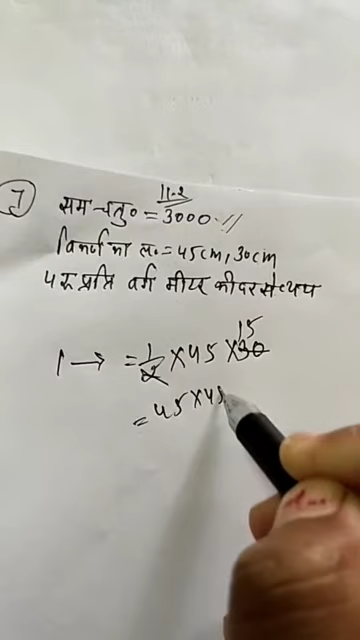 7 11.2
सम चतु० = 3000.//
विकर्ण का ल० = 45cm, 30cm
4 रू प्रति वर्ग मीटर की दर से व्यय
1 → = 1/2 × 45 × 30 15
= 45 × 45